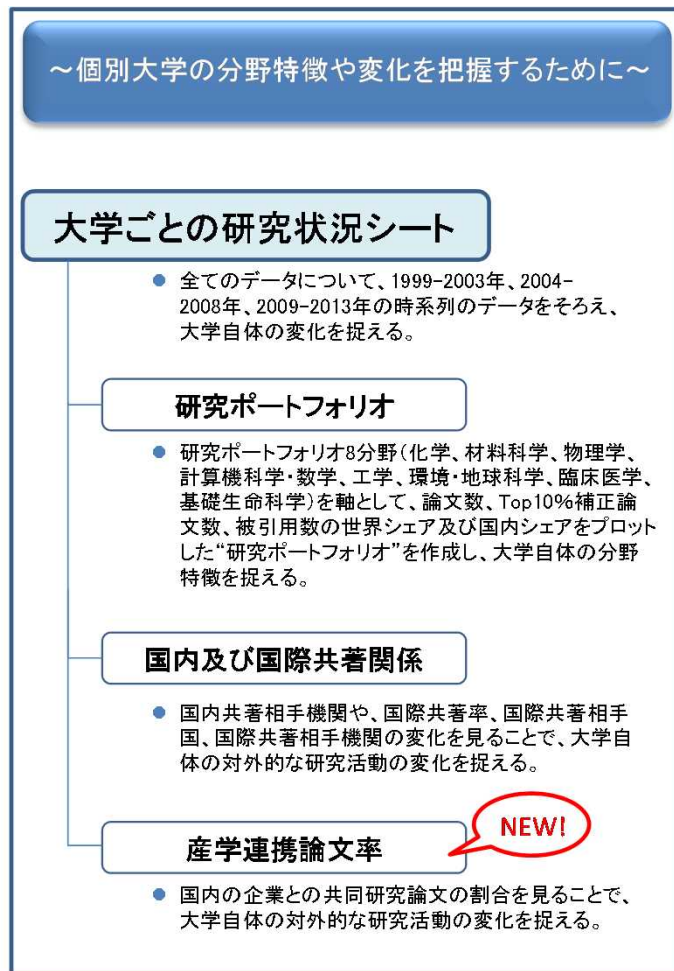 ～個別大学の分野特徴や変化を把握するために～
大学ごとの研究状況シート
● 全てのデータについて、1999-2003年、2004-
2008年、2009-2013年の時系列のデータをそろえ、
大学自体の変化を捉える。
研究ポートフォリオ
● 研究ポートフォリオ8分野(化学、材料科学、物理学、
計算機科学・数学、工学、環境・地球科学、臨床医学、
基礎生命科学)を軸として、論文数、Top10%補正論
文数、被引用数の世界シェア及び国内シェアをプロット
した“研究ポートフォリオ”を作成し、大学自体の分野
特徴を捉える。
国内及び国際共著関係
● 国内共著相手機関や、国際共著率、国際共著相手
国、国際共著相手機関の変化を見ることで、大学自
体の対外的な研究活動の変化を捉える。
NEW!
産学連携論文率
● 国内の企業との共同研究論文の割合を見ることで、
大学自体の対外的な研究活動の変化を捉える。